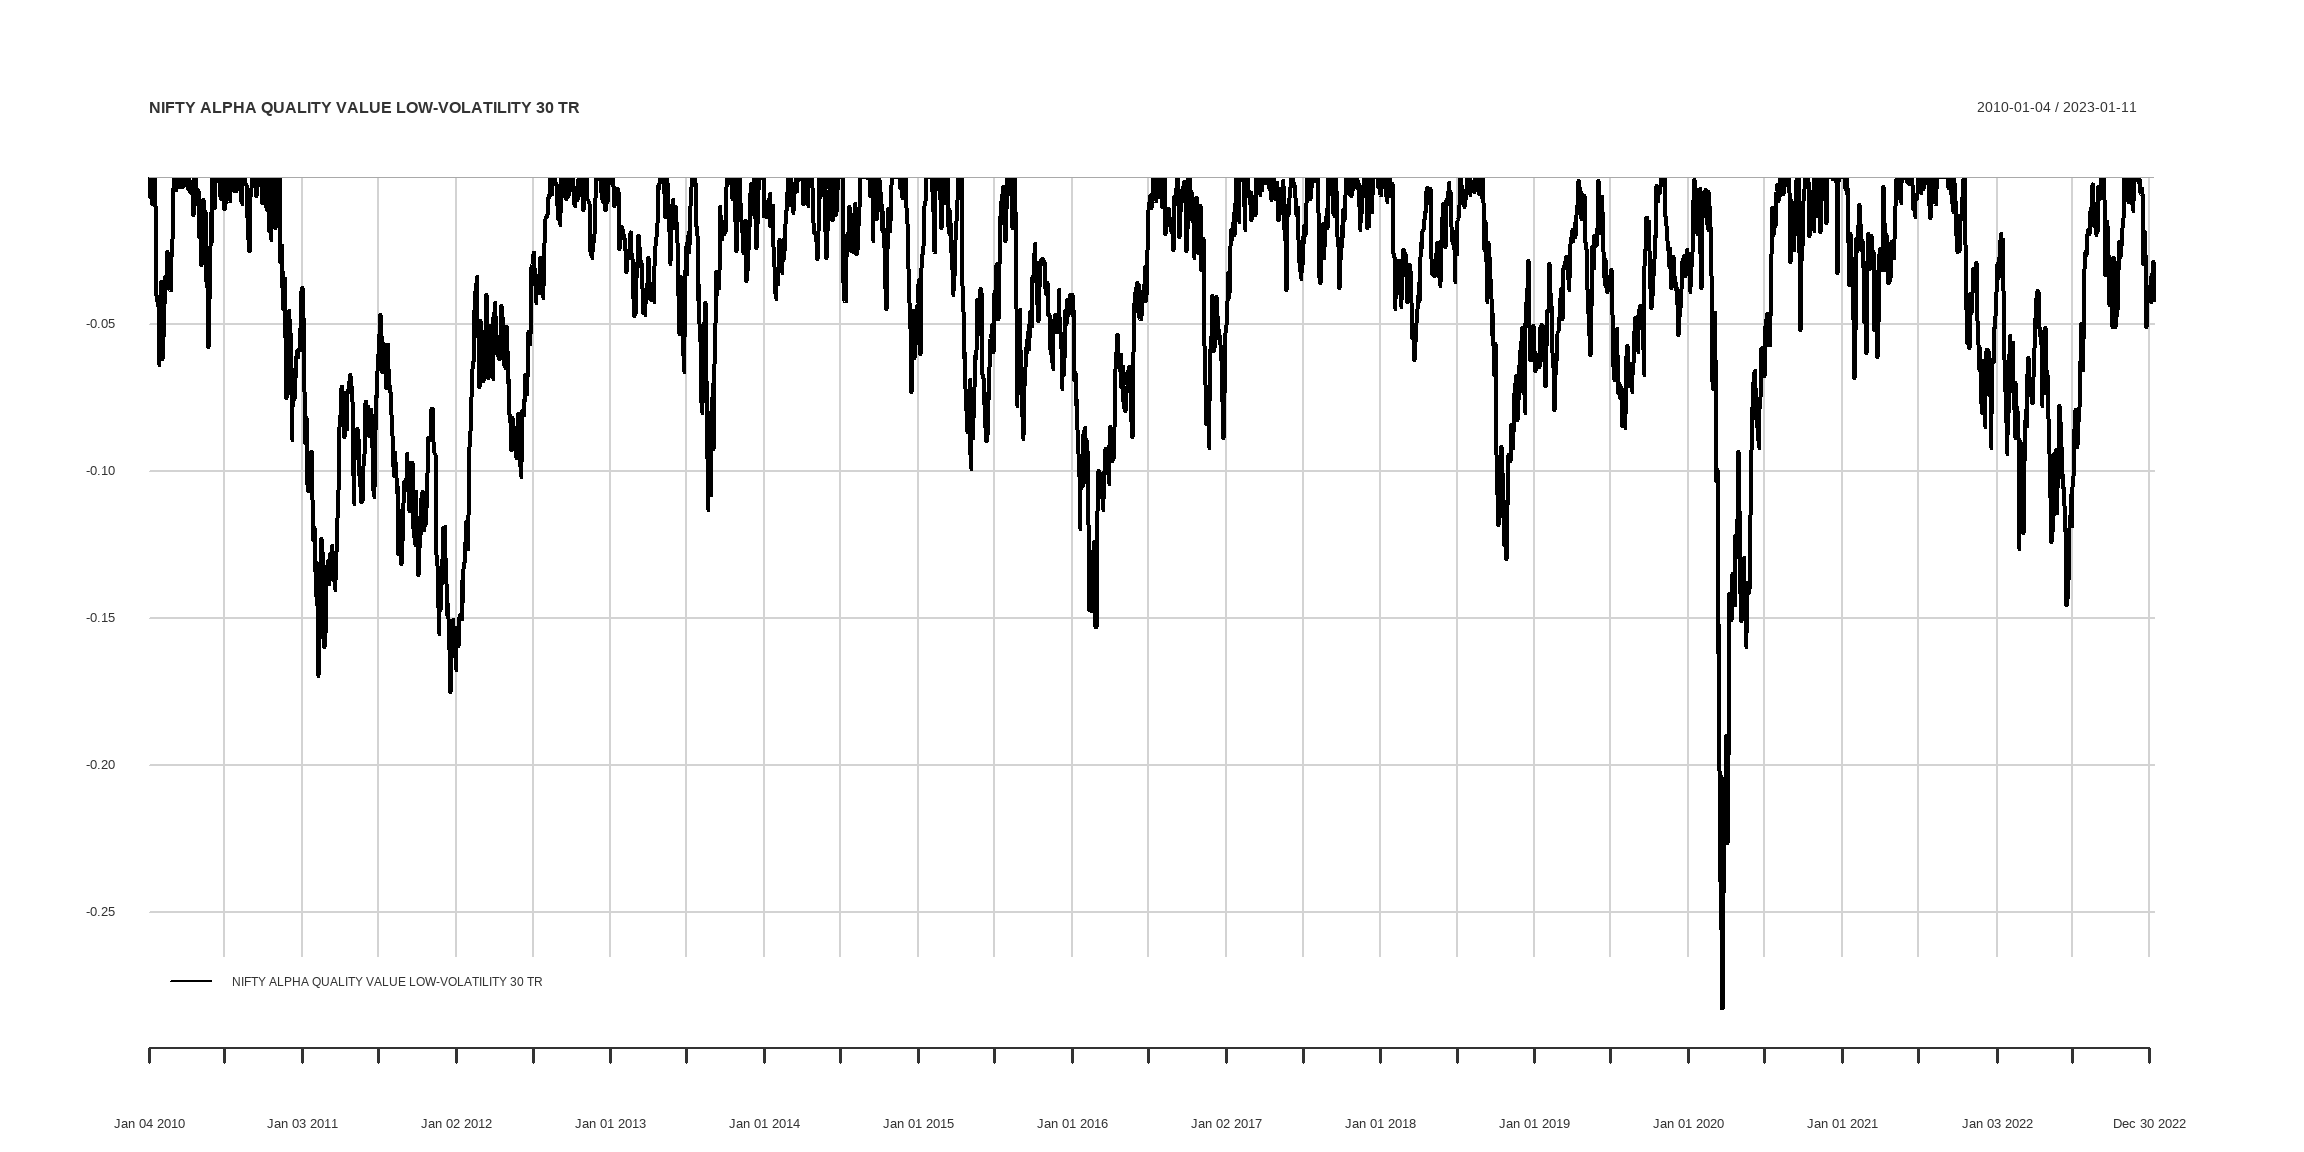 NIFTY ALPHA QUALITY VALUE LOW-VOLATILITY 30 TR 2010-01-04 / 2023-01-11
-0.05
-0.10
-0.15
-0.20
-0.25
NIFTY ALPHA QUALITY VALUE LOW-VOLATILITY 30 TR
Jan 04 2010 Jan 03 2011 Jan 02 2012 Jan 01 2013 Jan 01 2014 Jan 01 2015 Jan 01 2016 Jan 02 2017 Jan 01 2018 Jan 01 2019 Jan 01 2020 Jan 01 2021 Jan 03 2022 Dec 30 2022